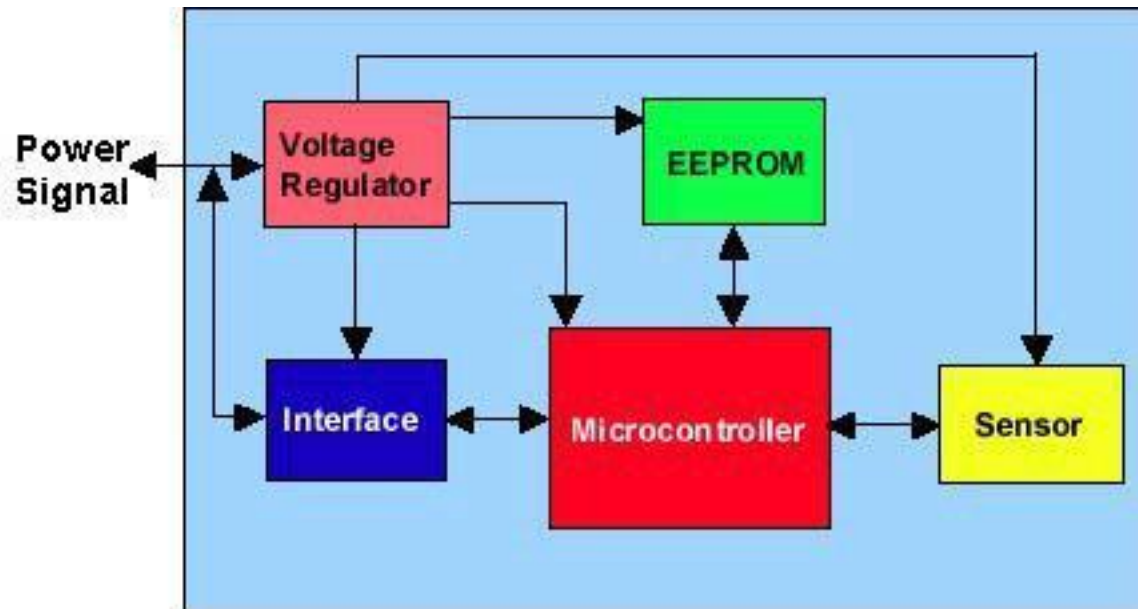 Power
Signal
Voltage
Regulator
EEPROM
Interface
Microcontroller
Sensor